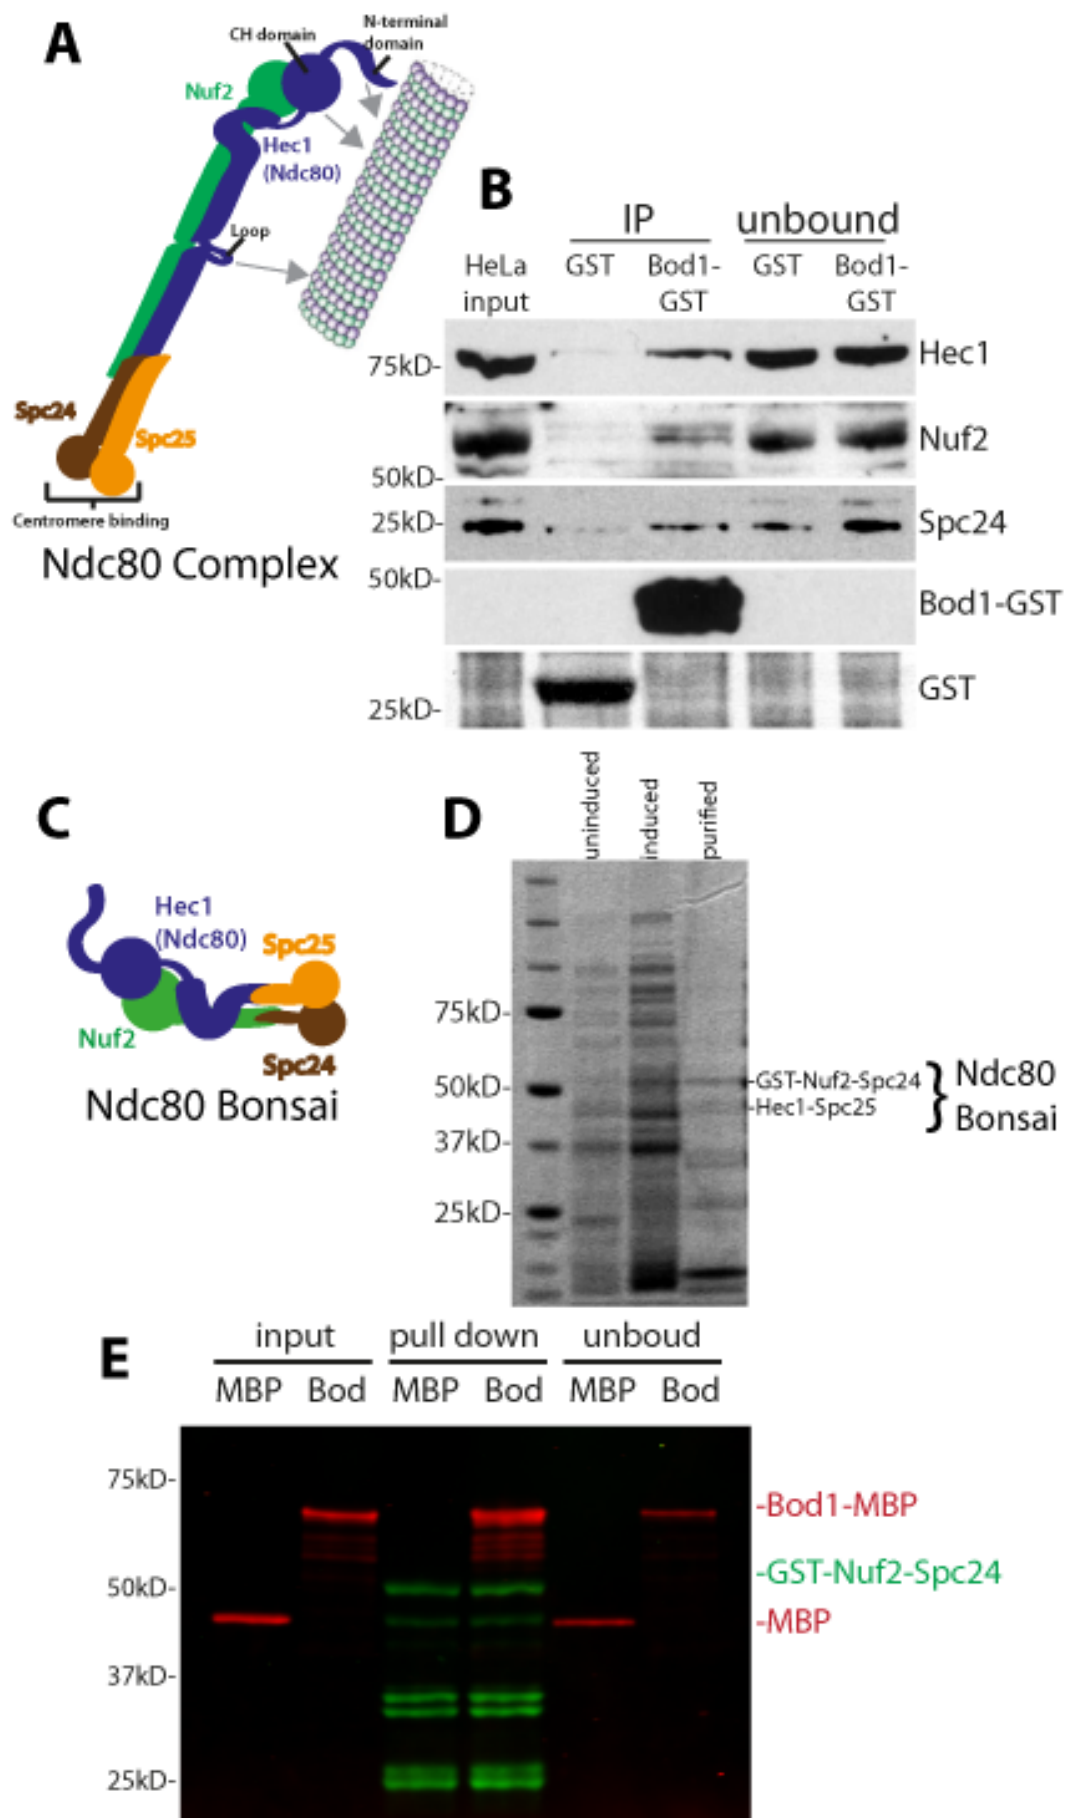 A
CH domain
N-terminal
domain
Nuf2
Hec1
(Ndc80)
Loop
Spc24
Spc25
Centromere binding
Ndc80 Complex
B
IP
unbound
HeLa
input
GST
Bod1-
GST
GST
Bod1-
GST
75kD-
Hec1
Nuf2
50kD-
25kD-
Spc24
50kD-
Bod1-GST
GST
25kD-
C
Hec1
(Ndc80)
Spc25
Nuf2
Spc24
Ndc80 Bonsai
D
uninduced
induced
purified
75kD-
50kD-
37kD-
25kD-
-GST-Nuf2-Spc24
-Hec1-Spc25
} Ndc80
Bonsai
E
input pull down unboud
MBP Bod MBP Bod MBP Bod
75kD-
-Bod1-MBP
-GST-Nuf2-Spc24
50kD-
-MBP
37kD-
25kD-